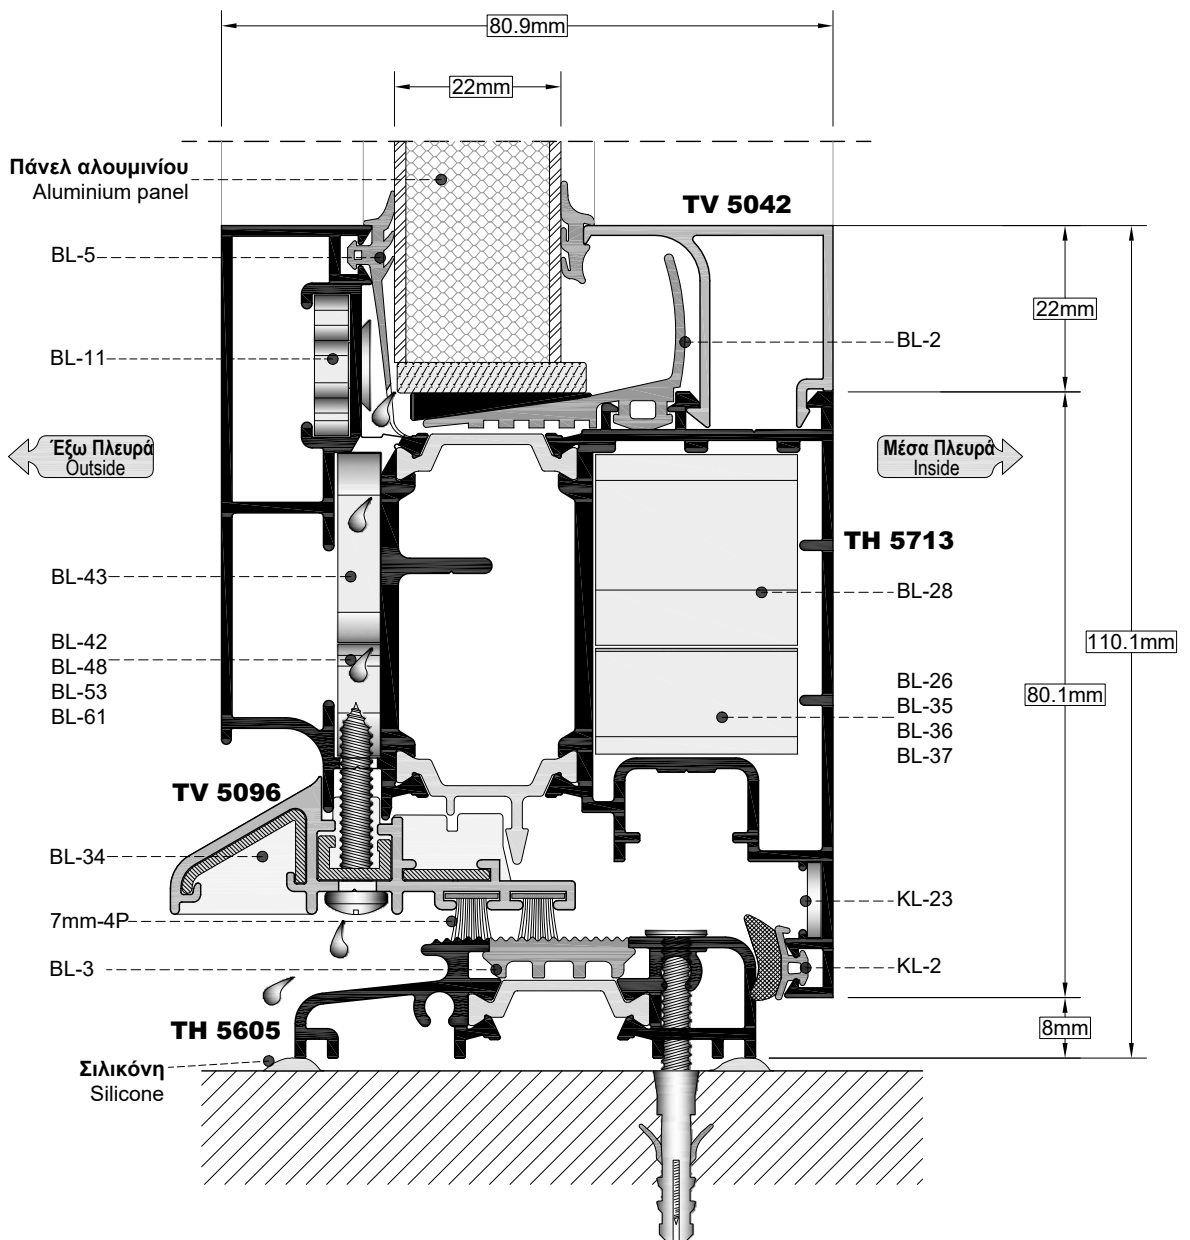 80.9mm
22mm
Πάνελ αλουμινίου
Aluminium panel
TV 5042
BL-5
22mm
BL-11
BL-2
Έξω Πλευρά
Outside
Μέσα Πλευρά
Inside
TH 5713
BL-43
BL-28
BL-42
BL-48
BL-53
BL-61
110.1mm
80.1mm
BL-26
BL-35
BL-36
BL-37
TV 5096
BL-34
KL-23
7mm-4P
BL-3
KL-2
TH 5605
8mm
Σιλικόνη
Silicone